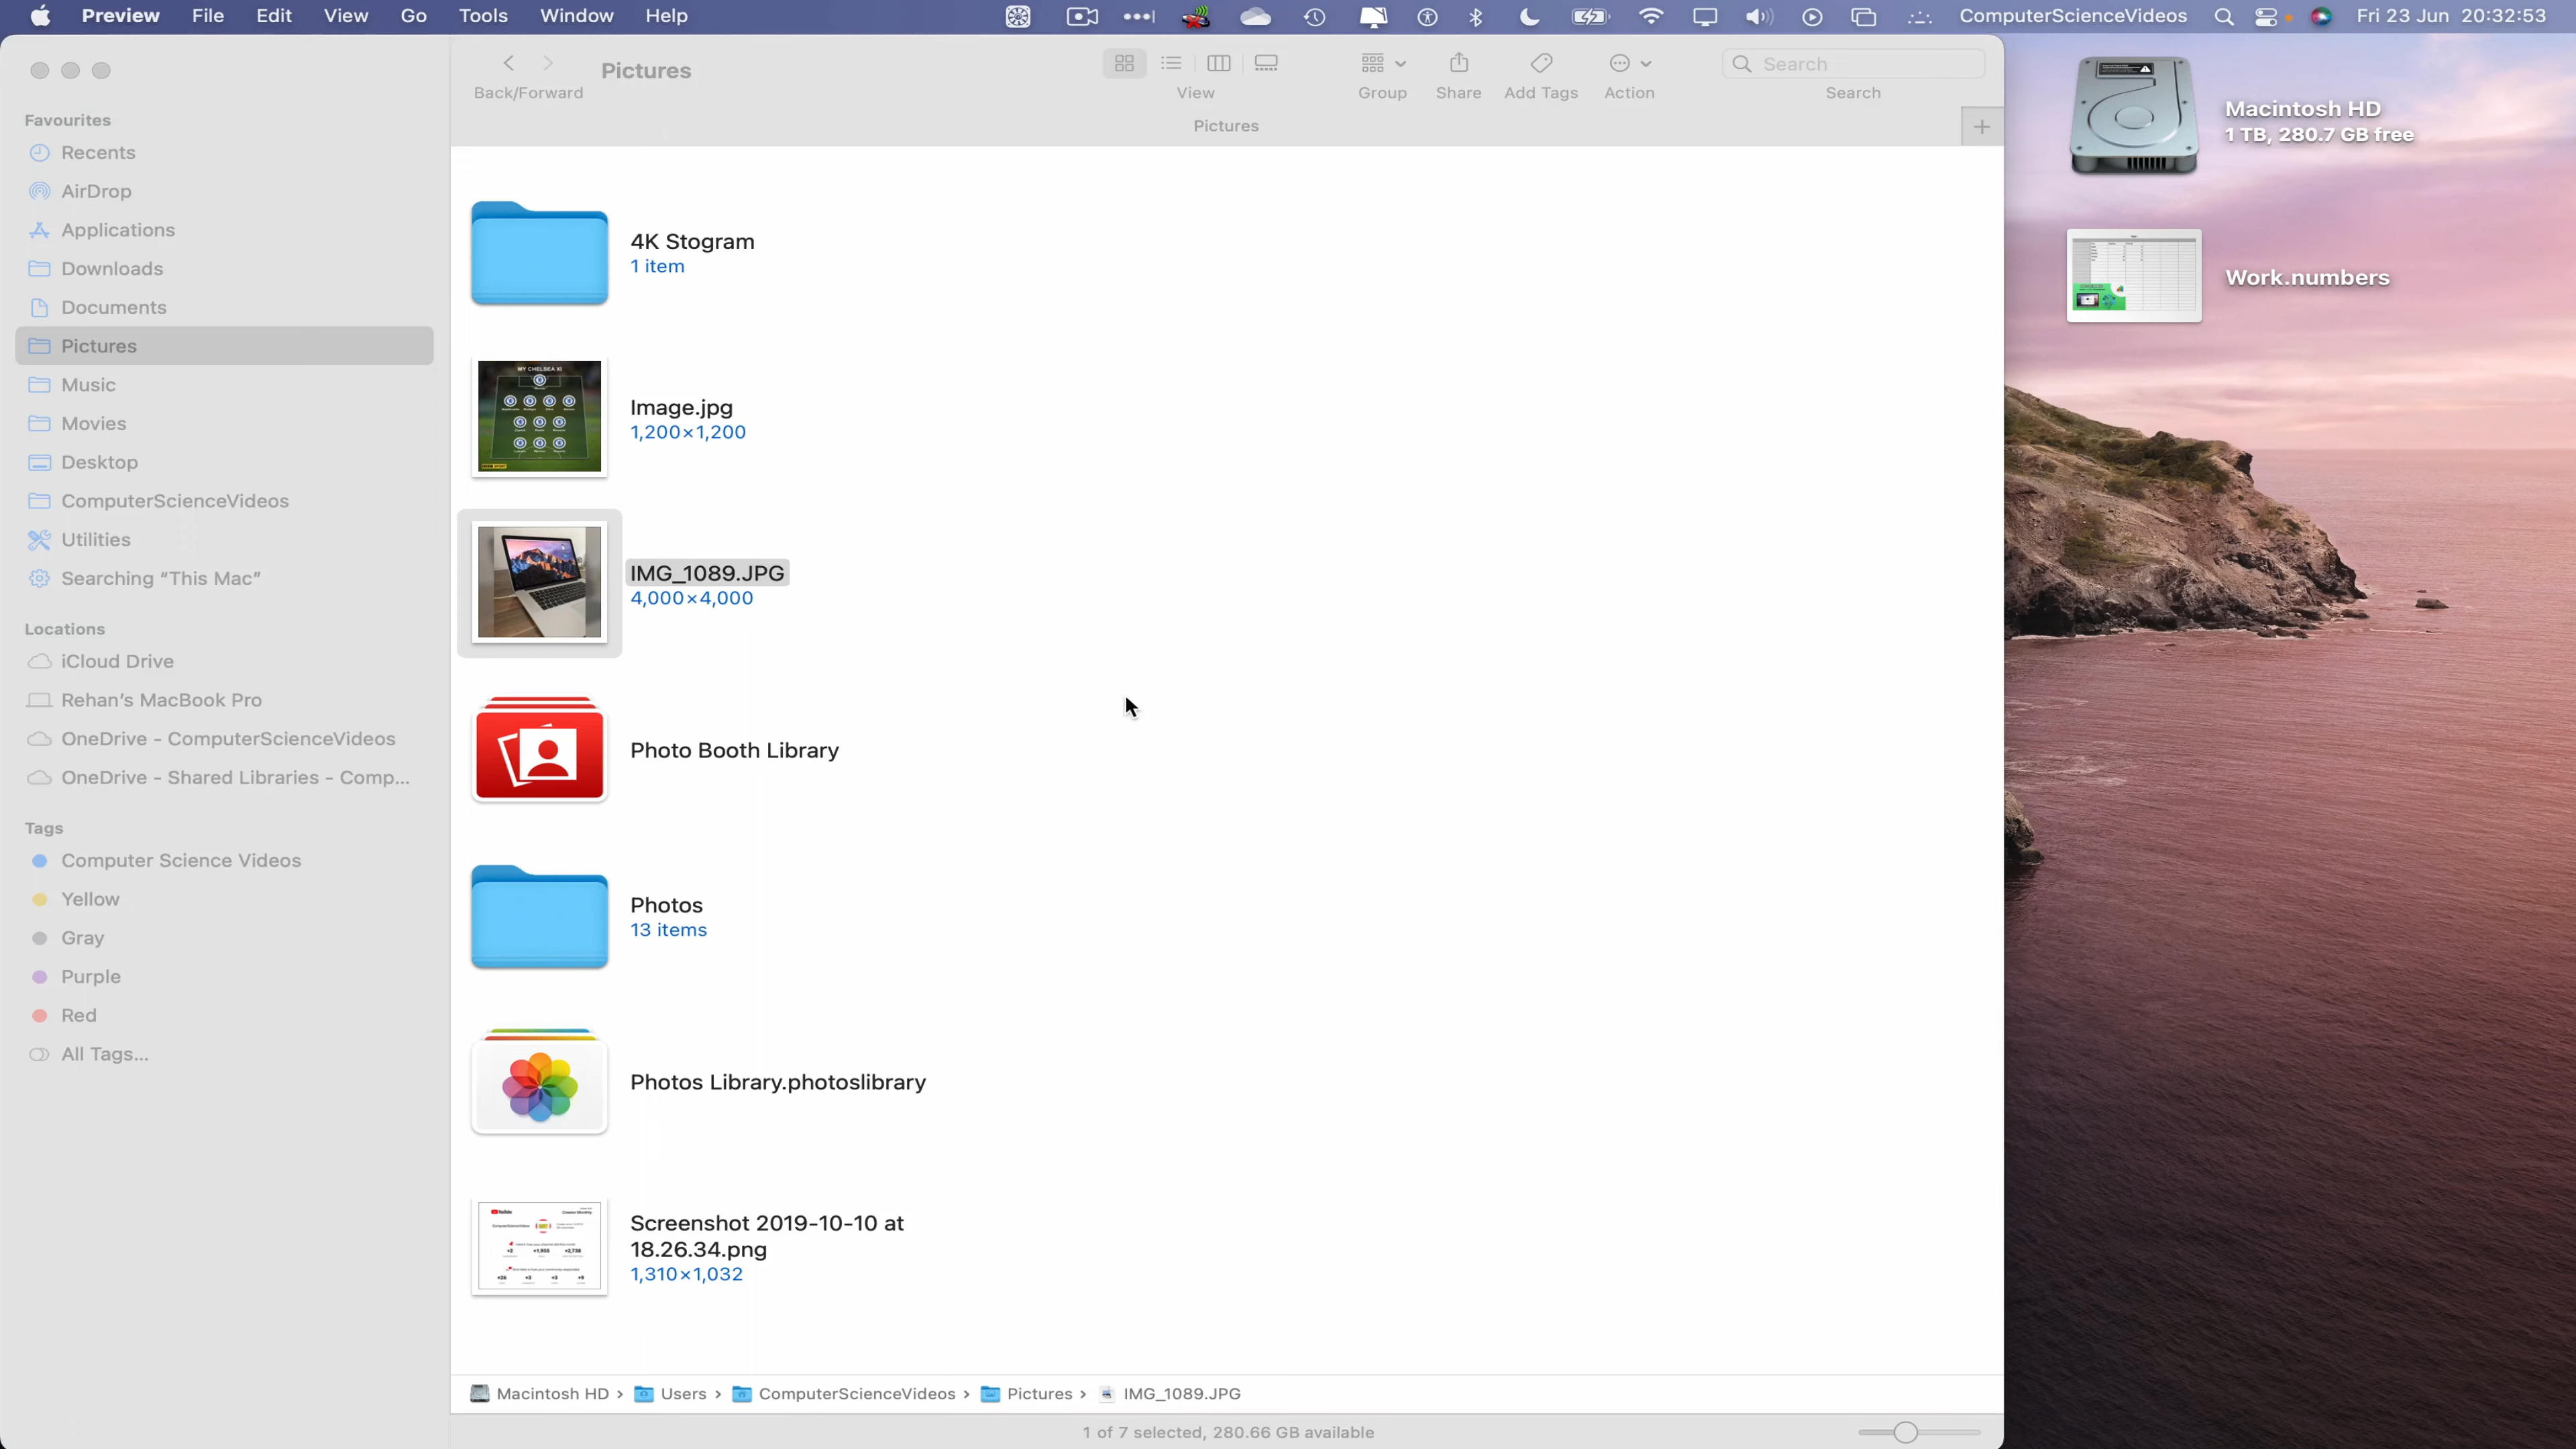 Preview File Edit View Go Tools Window Help ComputerScienceVideos Fri 23 Jun 20:32:53
Back/Forward
Pictures
View
Group
Share
Add Tags
Action
Search
Search
Pictures
Favourites
Recents
AirDrop
Applications
Downloads
Documents
Pictures
Music
Movies
Desktop
ComputerScienceVideos
Utilities
Searching “This Mac”
Locations
iCloud Drive
Rehan’s MacBook Pro
OneDrive - ComputerScienceVideos
OneDrive - Shared Libraries - Comp...
Tags
Computer Science Videos
Yellow
Gray
Purple
Red
All Tags...
4K Stogram
1 item
MY CHELSEA XI
Image.jpg
1,200×1,200
IMG_1089.JPG
4,000×4,000
Photo Booth Library
Photos
13 items
Photos Library.photoslibrary
Screenshot 2019-10-10 at
18.26.34.png
1,310×1,032
Macintosh HD › Users › ComputerScienceVideos › Pictures › IMG_1089.JPG
1 of 7 selected, 280.66 GB available
Macintosh HD
1 TB, 280.7 GB free
Work.numbers